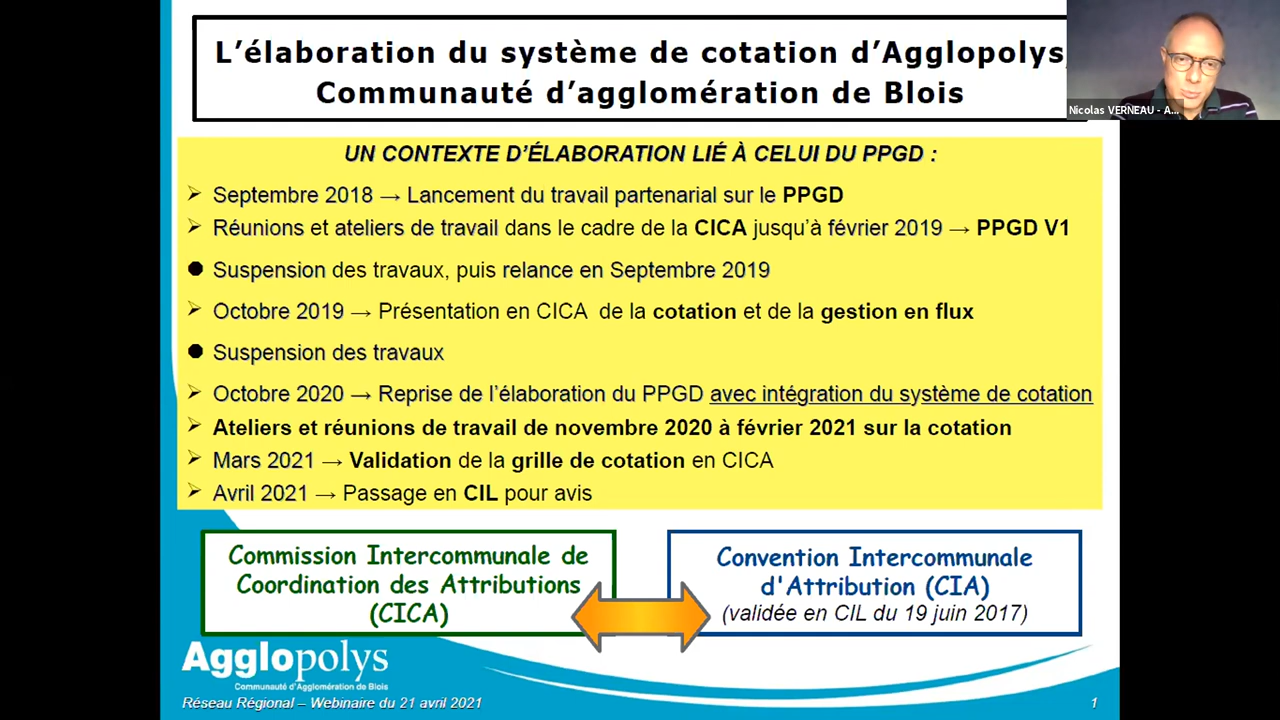 L’élaboration du système de cotation d’Agglopolys,
Communauté d’agglomération de Blois
Nicolas VERNEAU - A...
UN CONTEXTE D’ÉLABORATION LIÉ À CELUI DU PPGD :
➢ Septembre 2018 → Lancement du travail partenarial sur le PPGD
➢ Réunions et ateliers de travail dans le cadre de la CICA jusqu’à février 2019 → PPGD V1
● Suspension des travaux, puis relance en Septembre 2019
➢ Octobre 2019 → Présentation en CICA de la cotation et de la gestion en flux
● Suspension des travaux
➢ Octobre 2020 → Reprise de l’élaboration du PPGD avec intégration du système de cotation
➢ Ateliers et réunions de travail de novembre 2020 à février 2021 sur la cotation
➢ Mars 2021 → Validation de la grille de cotation en CICA
➢ Avril 2021 → Passage en CIL pour avis
Commission Intercommunale de
Coordination des Attributions
(CICA)
Convention Intercommunale
d'Attribution (CIA)
(validée en CIL du 19 juin 2017)
Agglopolys
Communauté d'Agglomération de Blois
Réseau Régional – Webinaire du 21 avril 2021
1